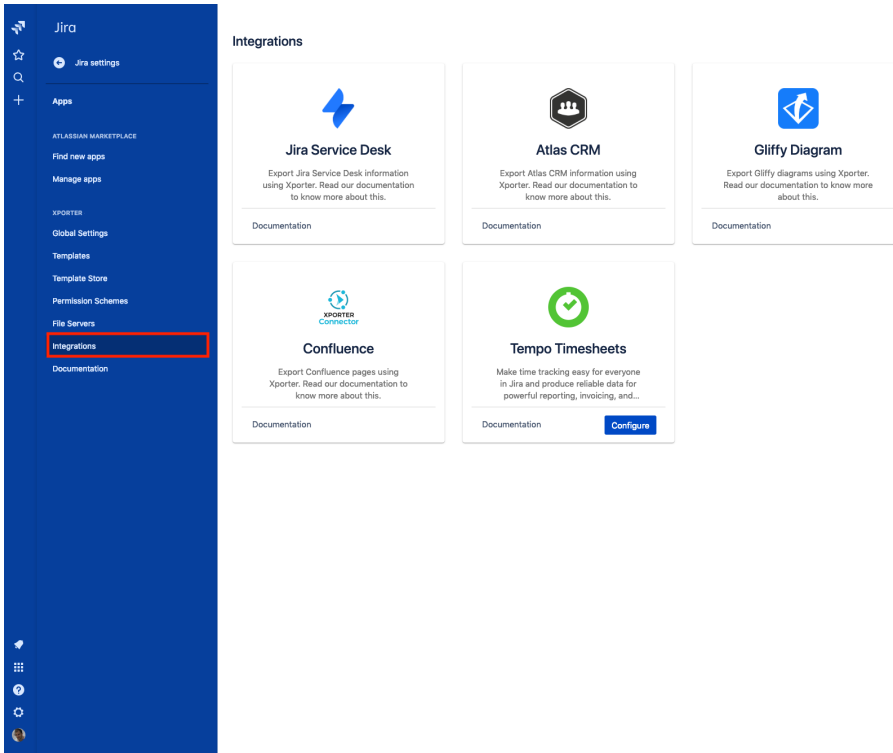 Jira
Jira settings
Apps
ATLASSIAN MARKETPLACE
Find new apps
Manage apps
XPORTER
Global Settings
Templates
Template Store
Permission Schemes
File Servers
Integrations
Documentation
Integrations
Jira Service Desk
Export Jira Service Desk information
using Xporter. Read our documentation
to know more about this.
Documentation
Atlas CRM
Export Atlas CRM information using
Xporter. Read our documentation to
know more about this.
Documentation
Gliffy Diagram
Export Gliffy diagrams using Xporter.
Read our documentation to know more
about this.
Documentation
XPORTER
Connector
Confluence
Export Confluence pages using
Xporter. Read our documentation to
know more about this.
Documentation
Tempo Timesheets
Make time tracking easy for everyone
in Jira and produce reliable data for
powerful reporting, invoicing, and...
Documentation
Configure